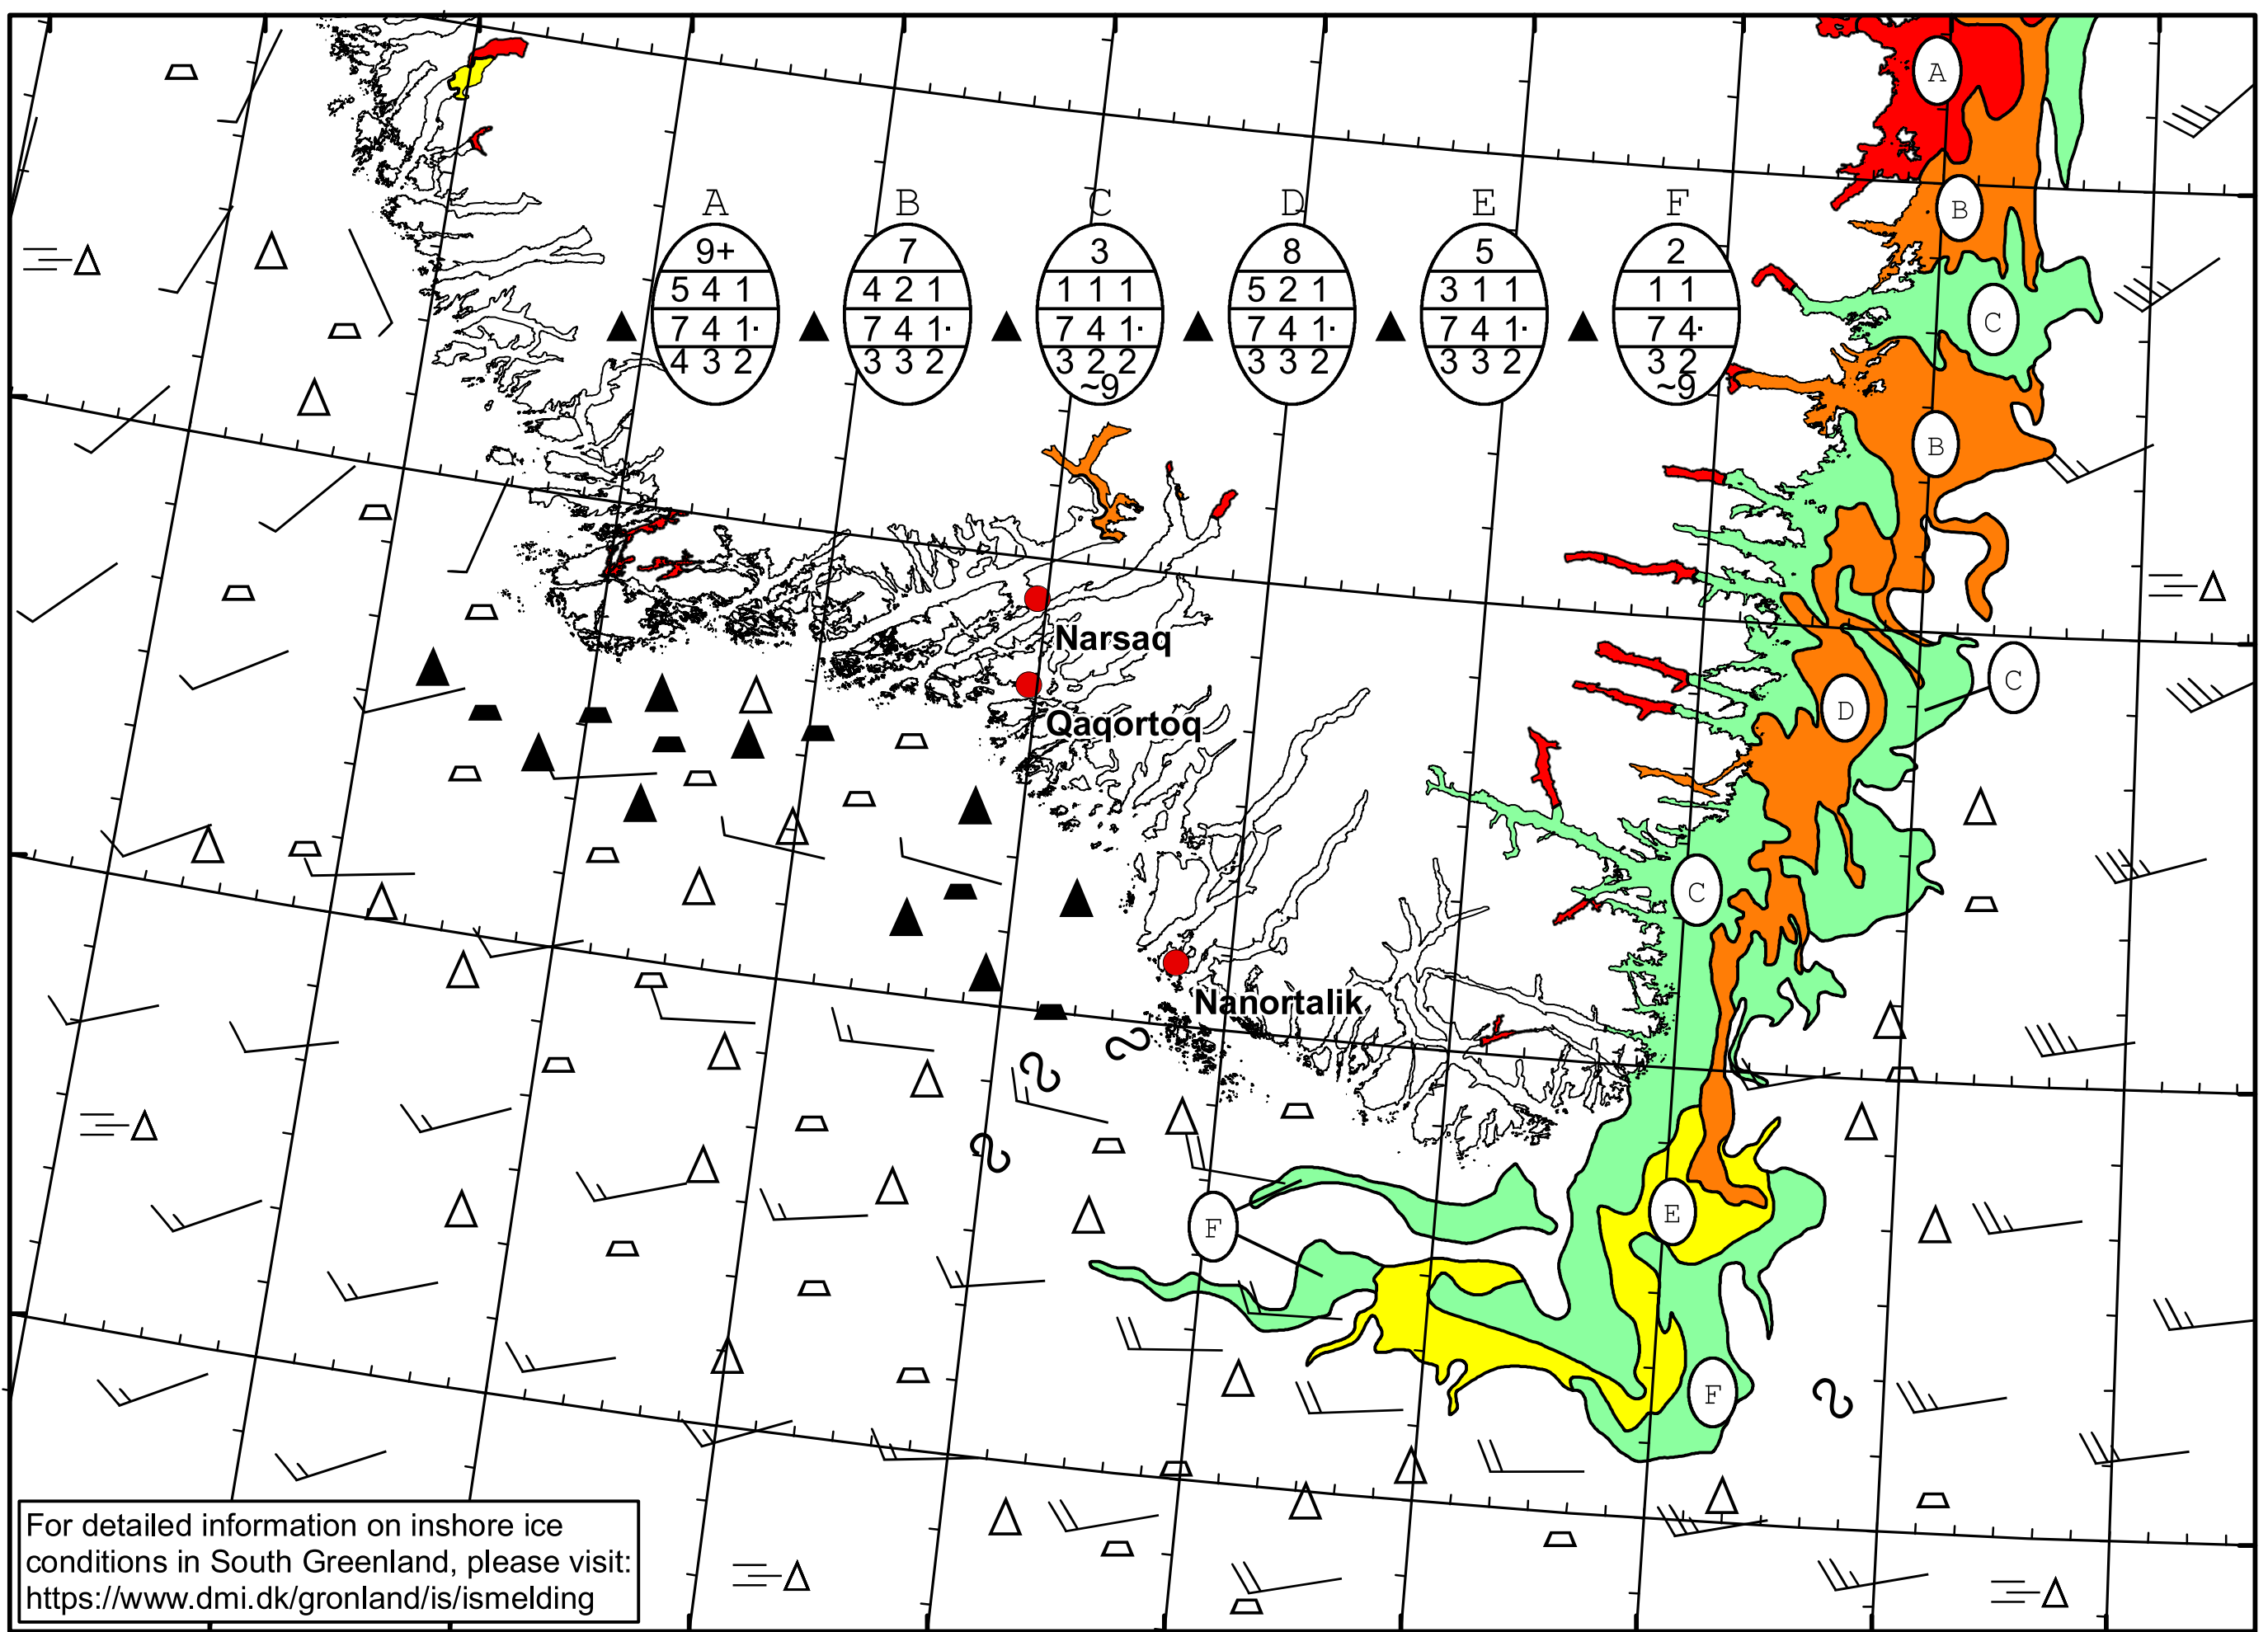 A B C D E F
9+ 7 3 8 5 2
5 4 1 4 2 1 1 1 1 5 2 1 3 1 1 1 1
7 4 1· 7 4 1· 7 4 1· 7 4 1· 7 4 1· 7 4·
4 3 2 3 3 2 3 2 2 3 3 2 3 3 2 3 2
~9 ~9
A
B
C
B
Narsaq
C
D
Qaqortoq
C
Nanortalik
E
F
F
For detailed information on inshore ice
conditions in South Greenland, please visit:
https://www.dmi.dk/gronland/is/ismelding